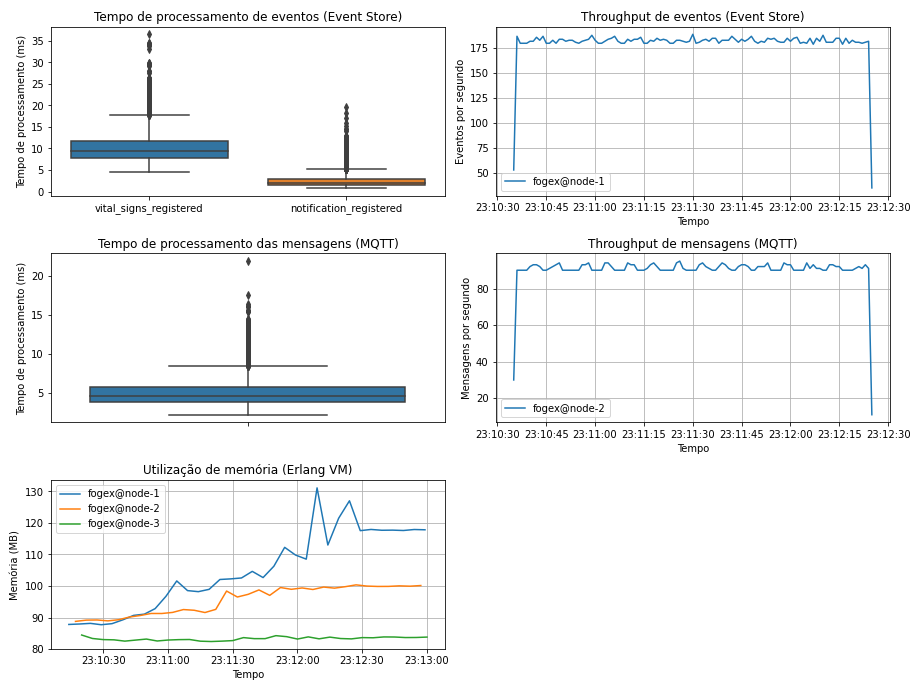 Tempo de processamento de eventos (Event Store)
Tempo de processamento (ms)
35
30
25
20
15
10
5
0
vital_signs_registered
notification_registered
Throughput de eventos (Event Store)
Eventos por segundo
175
150
125
100
75
50
fogex@node-1
23:10:30
23:10:45
23:11:00
23:11:15
23:11:30
23:11:45
23:12:00
23:12:15
23:12:30
Tempo
Tempo de processamento das mensagens (MQTT)
Tempo de processamento (ms)
20
15
10
5
Throughput de mensagens (MQTT)
Mensagens por segundo
80
60
40
20
fogex@node-2
23:10:30
23:10:45
23:11:00
23:11:15
23:11:30
23:11:45
23:12:00
23:12:15
23:12:30
Tempo
Utilização de memória (Erlang VM)
Memória (MB)
130
120
110
100
90
80
fogex@node-1
fogex@node-2
fogex@node-3
23:10:30
23:11:00
23:11:30
23:12:00
23:12:30
23:13:00
Tempo